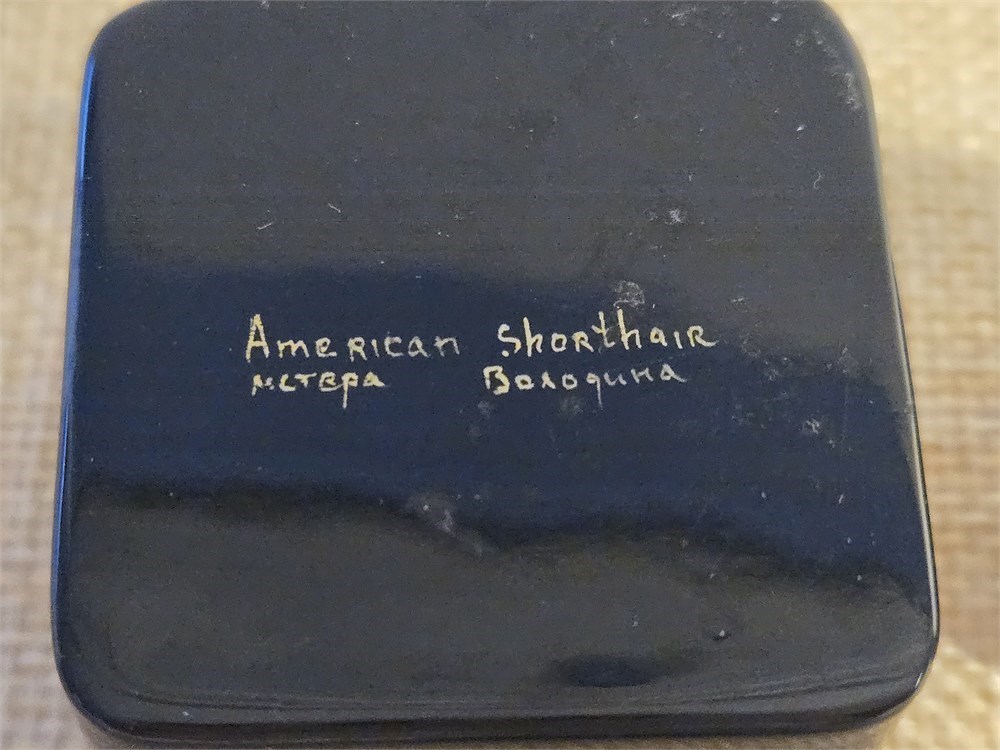 American Shorthair
мстера Володина